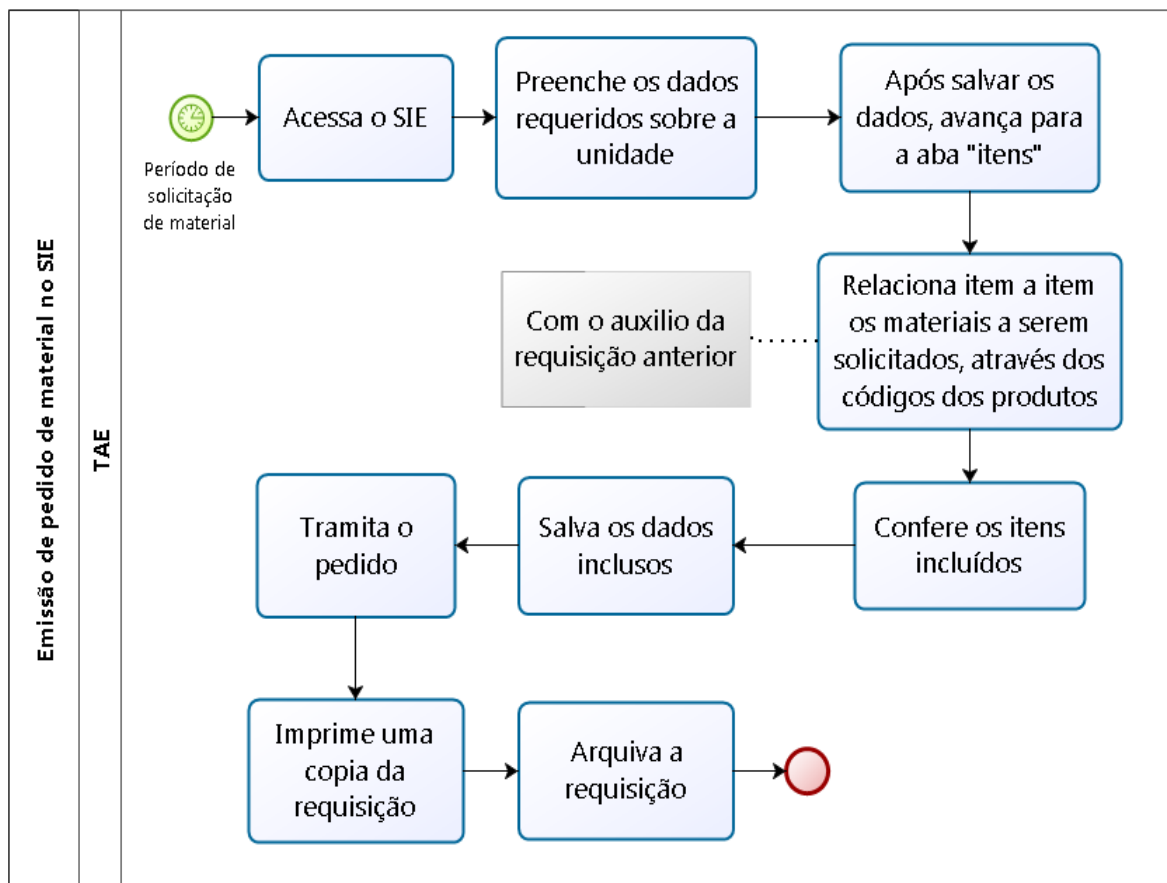 Emissão de pedido de material no SIE
TAE
Período de
solicitação
de material
Acessa o SIE
Preenche os dados
requeridos sobre a
unidade
Após salvar os
dados, avança para
a aba "itens"
Relaciona item a item
os materiais a serem
solicitados, através dos
códigos dos produtos
Com o auxilio da
requisição anterior
Confere os itens
incluídos
Salva os dados
inclusos
Tramita o
pedido
Imprime uma
copia da
requisição
Arquiva a
requisição